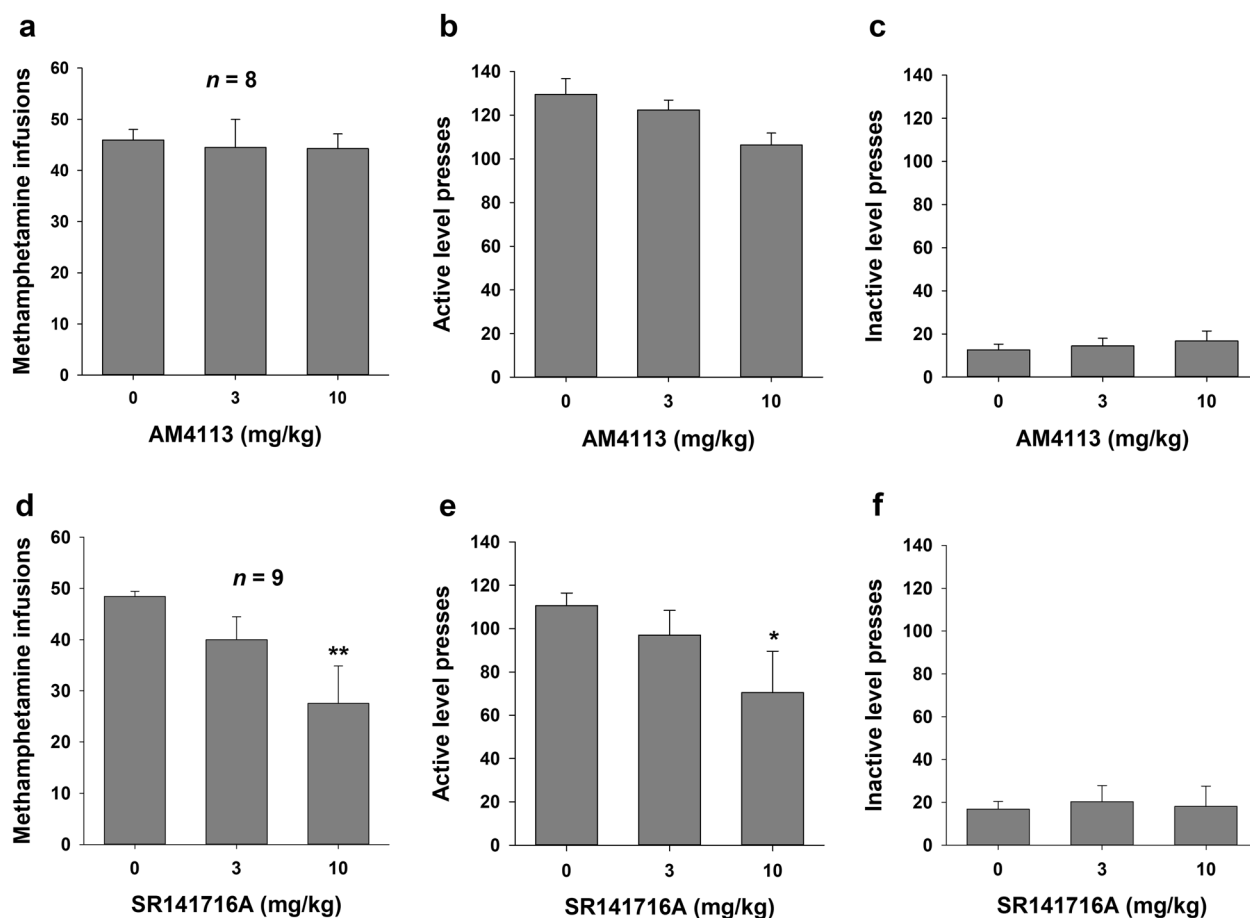 a
Methamphetamine infusions
60
50
40
30
20
10
0
n = 8
0 3 10
AM4113 (mg/kg)
b
Active level presses
140
120
100
80
60
40
20
0
0 3 10
AM4113 (mg/kg)
c
Inactive level presses
140
120
100
80
60
40
20
0
0 3 10
AM4113 (mg/kg)
d
Methamphetamine infusions
60
50
40
30
20
10
0
n = 9
**
0 3 10
SR141716A (mg/kg)
e
Active level presses
140
120
100
80
60
40
20
0
*
0 3 10
SR141716A (mg/kg)
f
Inactive level presses
140
120
100
80
60
40
20
0
0 3 10
SR141716A (mg/kg)